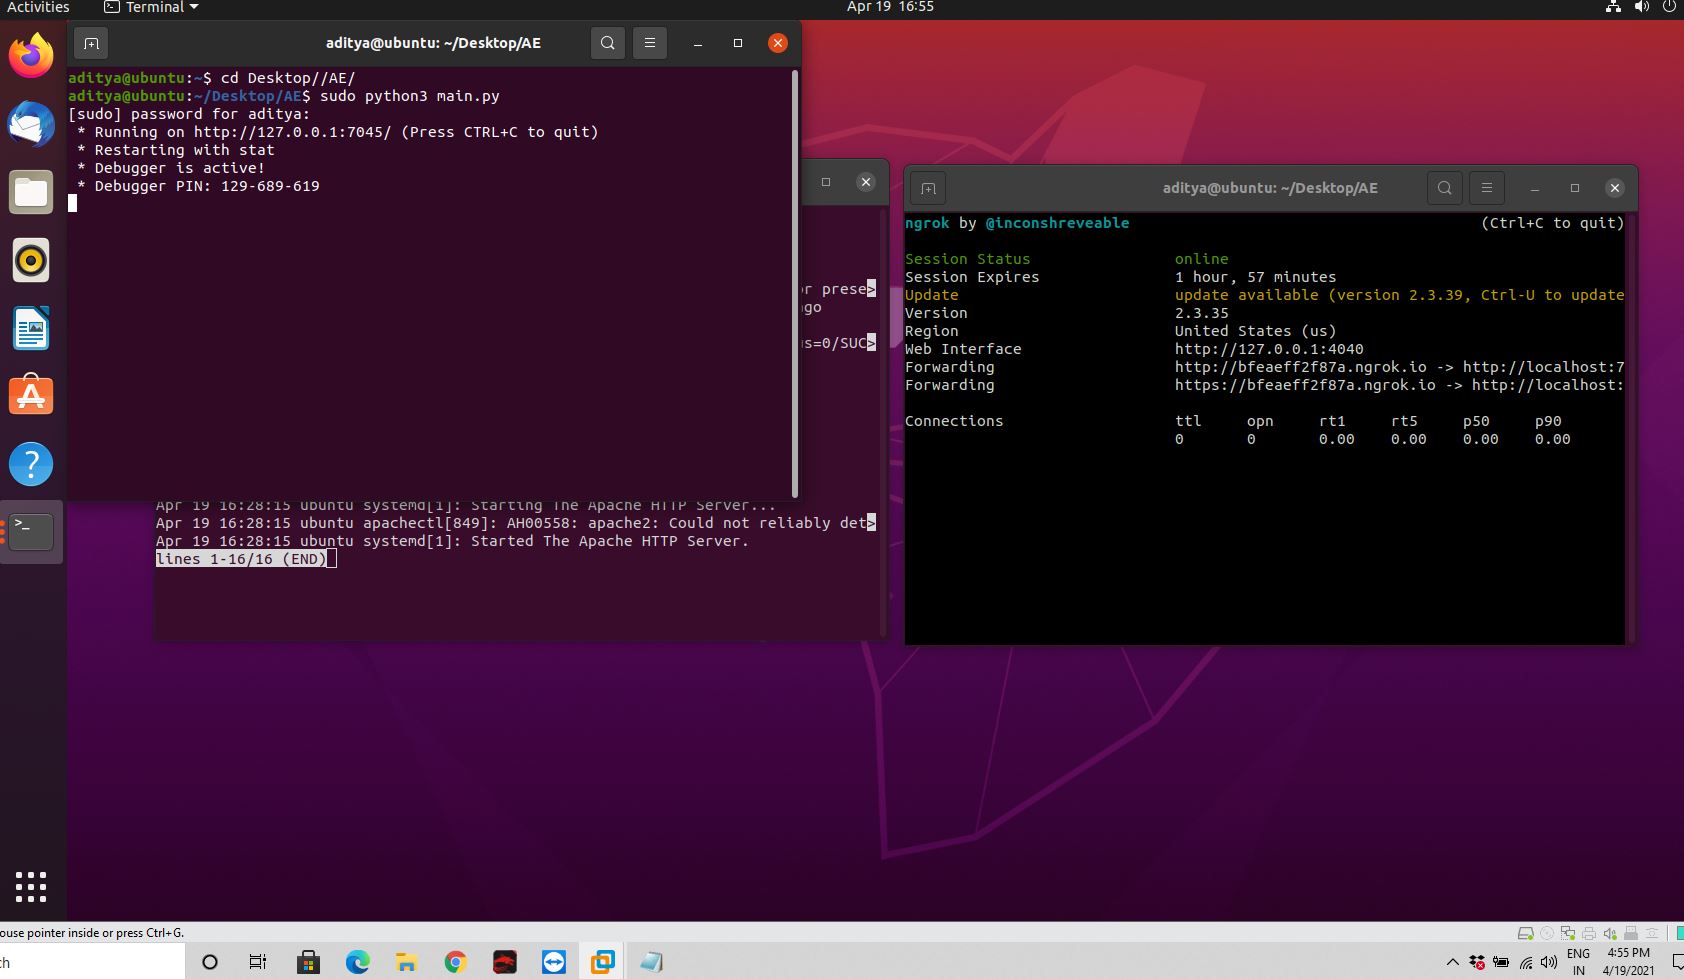 Activities
Terminal
Apr 19 16:55
aditya@ubuntu: ~/Desktop/AE
aditya@ubuntu:~$ cd Desktop//AE/
aditya@ubuntu:~/Desktop/AE$ sudo python3 main.py
[sudo] password for aditya:
* Running on http://127.0.0.1:7045/ (Press CTRL+C to quit)
* Restarting with stat
* Debugger is active!
* Debugger PIN: 129-689-619
or prese>
go
s=0/SUC>
Apr 19 16:28:15 ubuntu systemd[1]: Starting The Apache HTTP Server...
Apr 19 16:28:15 ubuntu apachectl[849]: AH00558: apache2: Could not reliably det>
Apr 19 16:28:15 ubuntu systemd[1]: Started The Apache HTTP Server.
lines 1-16/16 (END)
aditya@ubuntu: ~/Desktop/AE
ngrok by @inconshreveable (Ctrl+C to quit)
Session Status online
Session Expires 1 hour, 57 minutes
Update update available (version 2.3.39, Ctrl-U to update
Version 2.3.35
Region United States (us)
Web Interface http://127.0.0.1:4040
Forwarding http://bfeaeff2f87a.ngrok.io -> http://localhost:7
Forwarding https://bfeaeff2f87a.ngrok.io -> http://localhost:
Connections ttl opn rt1 rt5 p50 p90
0 0 0.00 0.00 0.00 0.00
ouse pointer inside or press Ctrl+G.
ch
ENG
IN
4:55 PM
4/19/2021